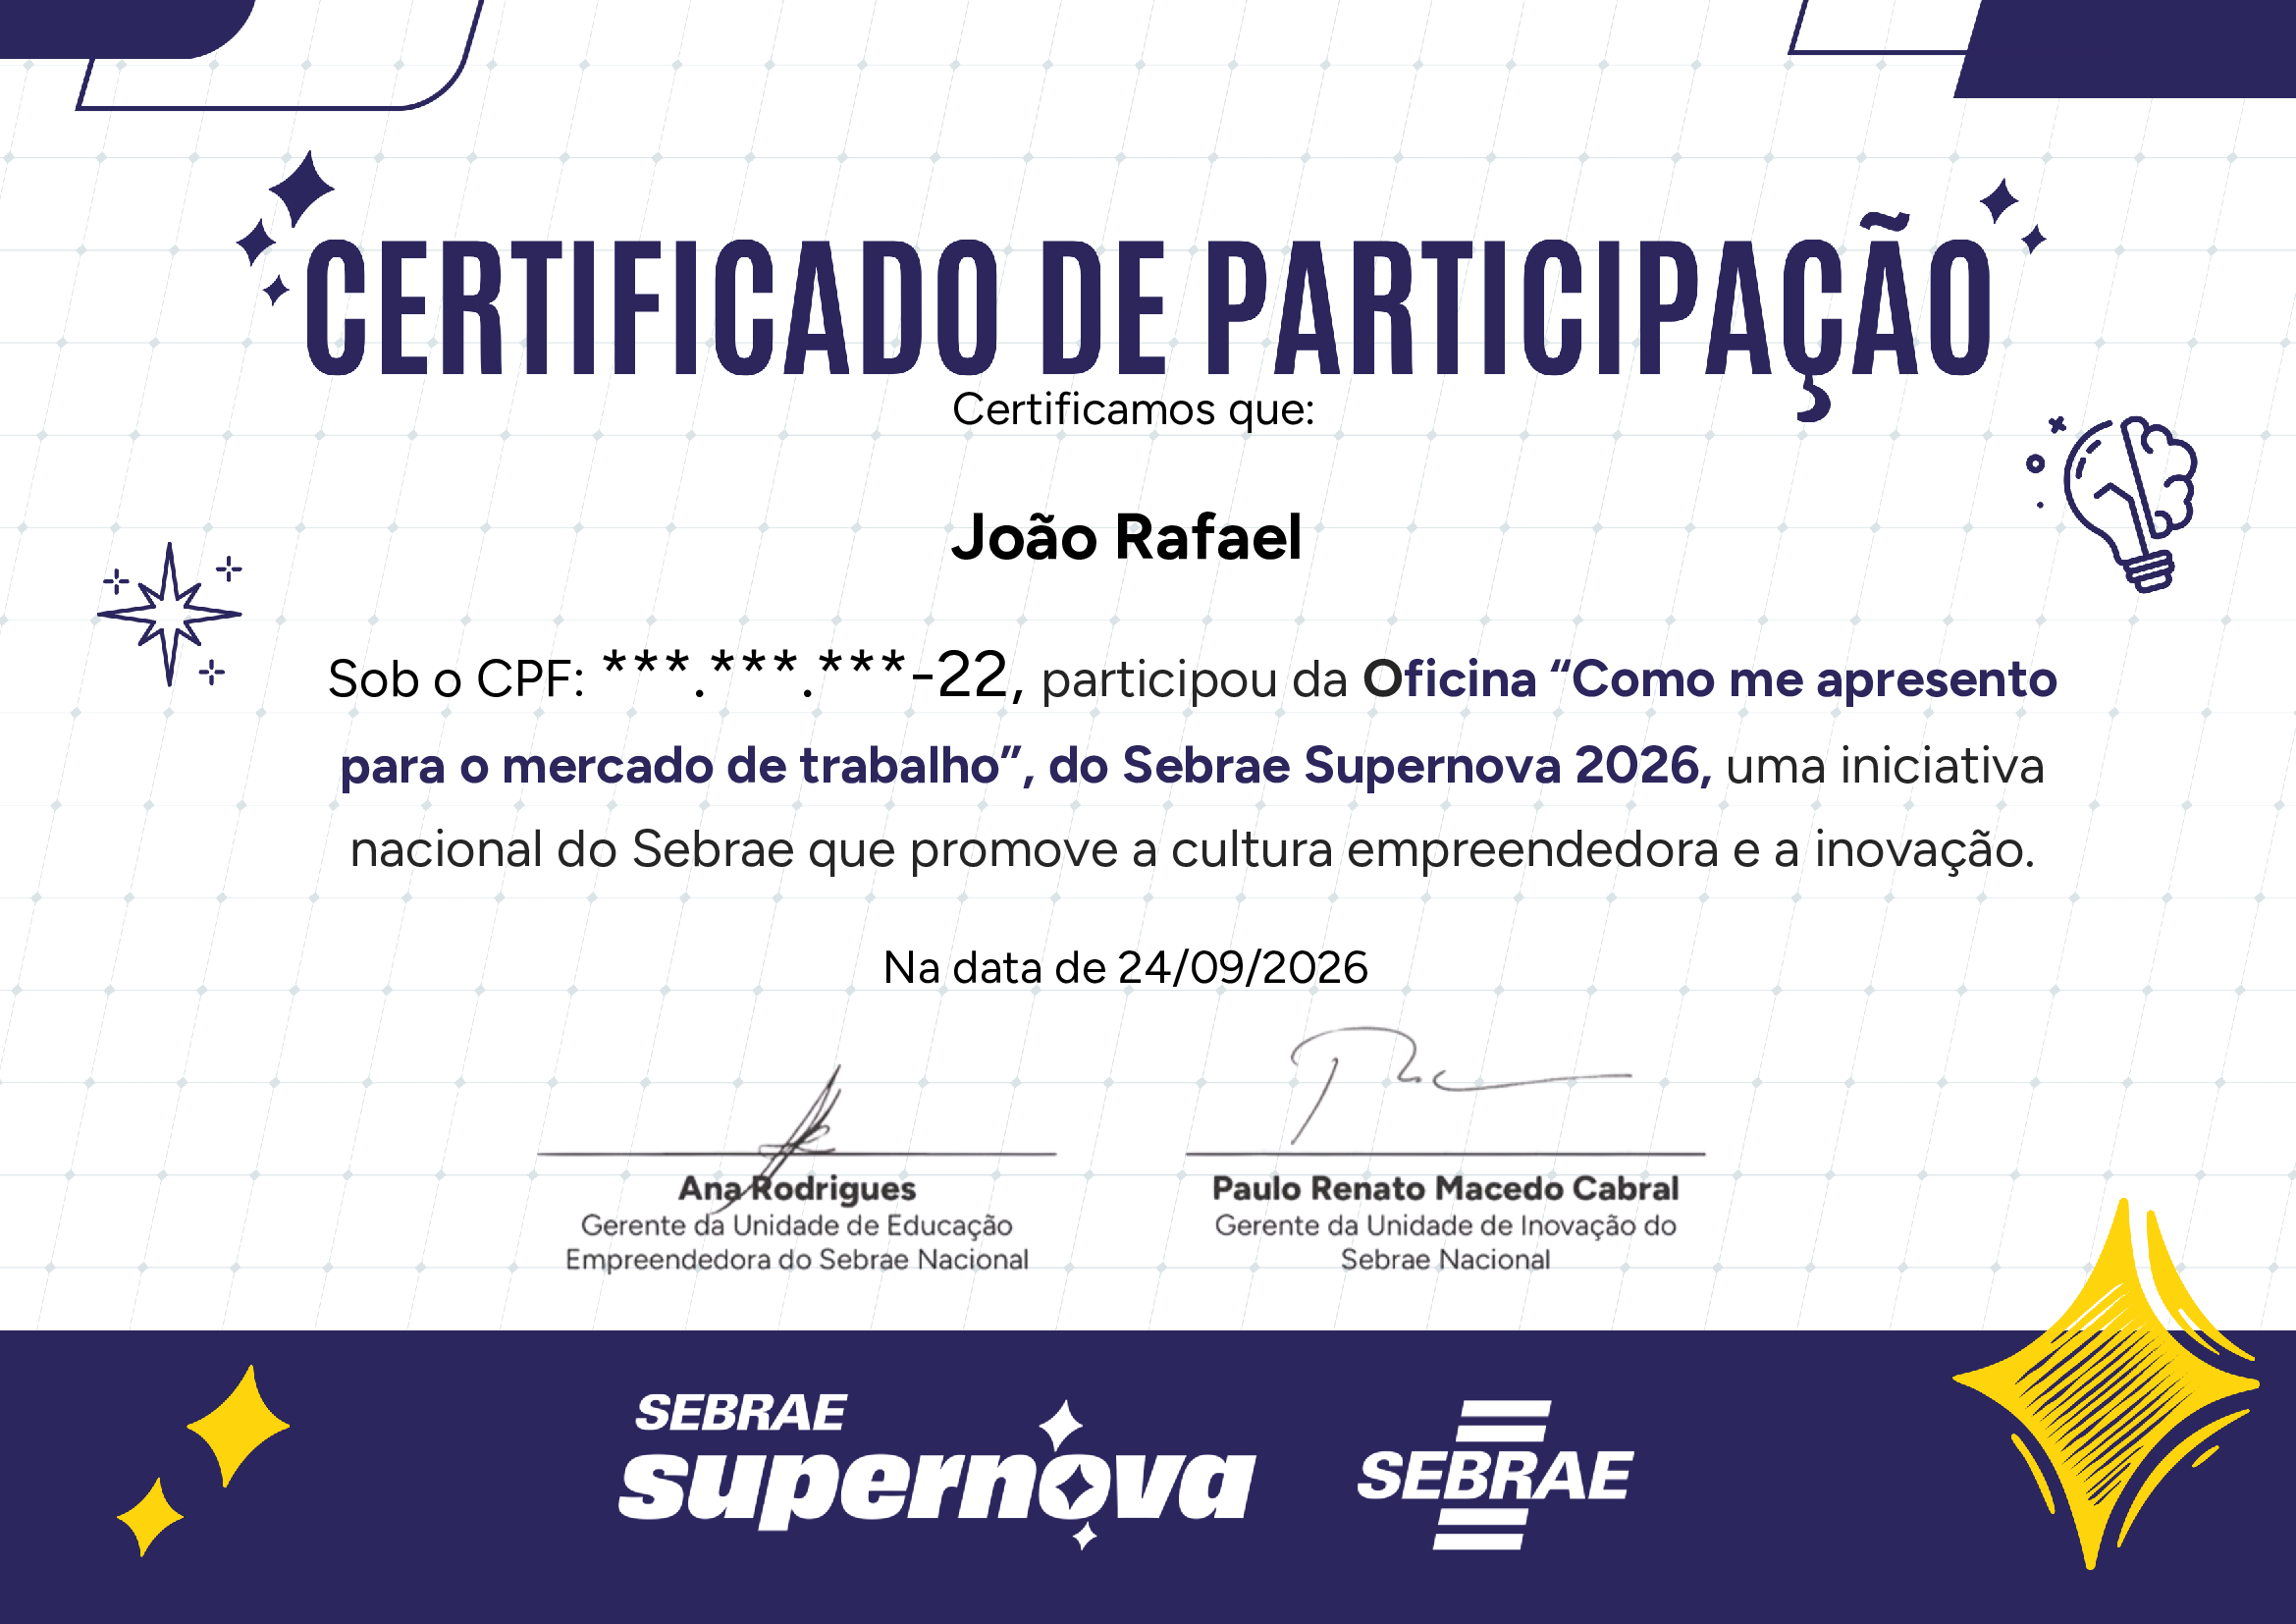 CERTIFICADO DE PARTICIPAÇÃO
Certificamos que:
João Rafael
Sob o CPF: ***.***.***-22, participou da Oficina “Como me apresento
para o mercado de trabalho”, do Sebrae Supernova 2026, uma iniciativa
nacional do Sebrae que promove a cultura empreendedora e a inovação.
Na data de 24/09/2026
Ana Rodrigues
Gerente da Unidade de Educação
Empreendedora do Sebrae Nacional
Paulo Renato Macedo Cabral
Gerente da Unidade de Inovação do
Sebrae Nacional
SEBRAE
supernova
SEBRAE